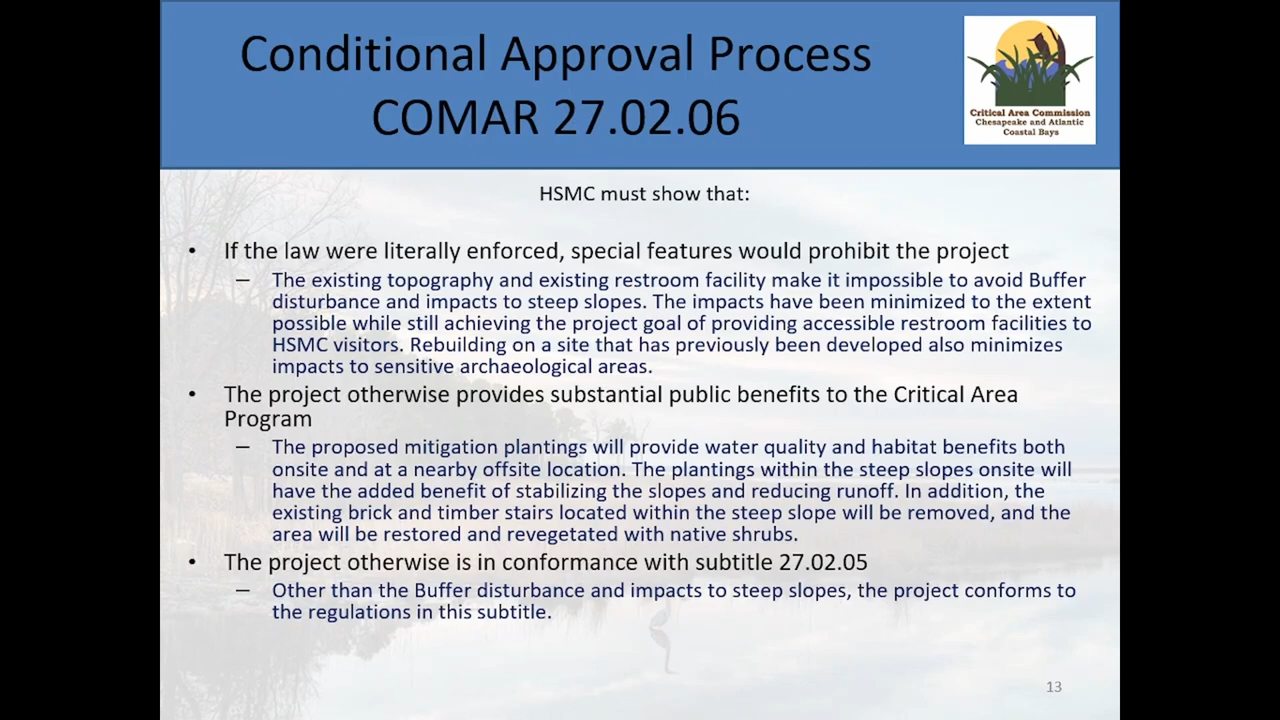 Conditional Approval Process
COMAR 27.02.06
Critical Area Commission
Chesapeake and Atlantic
Coastal Bays
HSMC must show that:
• If the law were literally enforced, special features would prohibit the project
– The existing topography and existing restroom facility make it impossible to avoid Buffer
disturbance and impacts to steep slopes. The impacts have been minimized to the extent
possible while still achieving the project goal of providing accessible restroom facilities to
HSMC visitors. Rebuilding on a site that has previously been developed also minimizes
impacts to sensitive archaeological areas.
• The project otherwise provides substantial public benefits to the Critical Area
Program
– The proposed mitigation plantings will provide water quality and habitat benefits both
onsite and at a nearby offsite location. The plantings within the steep slopes onsite will
have the added benefit of stabilizing the slopes and reducing runoff. In addition, the
existing brick and timber stairs located within the steep slope will be removed, and the
area will be restored and revegetated with native shrubs.
• The project otherwise is in conformance with subtitle 27.02.05
– Other than the Buffer disturbance and impacts to steep slopes, the project conforms to
the regulations in this subtitle.
13